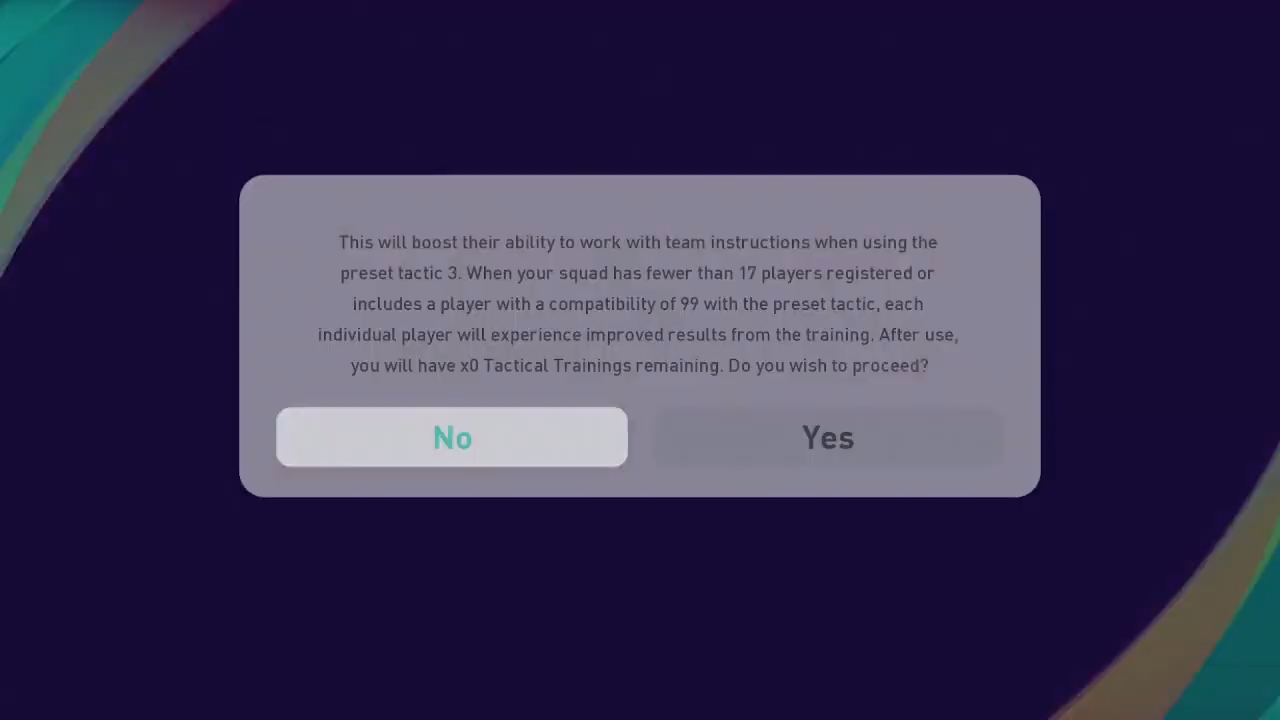 This will boost their ability to work with team instructions when using the
preset tactic 3. When your squad has fewer than 17 players registered or
includes a player with a compatibility of 99 with the preset tactic, each
individual player will experience improved results from the training. After use,
you will have x0 Tactical Trainings remaining. Do you wish to proceed?
No
Yes